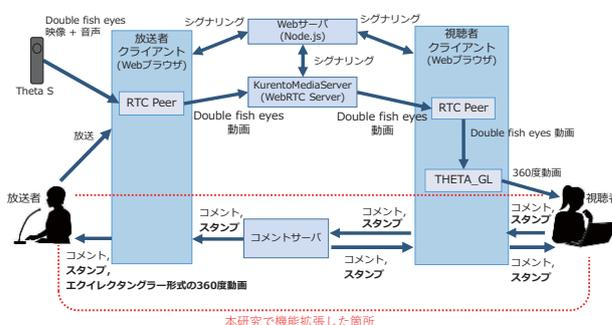 Double fish eyes
映像 + 音声
Theta S
放送者
クライアント
(Webブラウザ)
RTC Peer
放送
放送者
シグナリング
Webサーバ
(Node.js)
シグナリング
シグナリング
KurentoMediaServer
(WebRTC Server)
Double fish eyes
動画
Double fish eyes
動画
視聴者
クライアント
(Webブラウザ)
RTC Peer
Double fish eyes 動画
THETA_GL
360度動画
視聴者
コメント,
スタンプ
コメントサーバ
コメント,
スタンプ
コメント,
スタンプ
コメント,
スタンプ
コメント,
スタンプ
コメント,
スタンプ,
エクイレクタングラー形式の360度動画
本研究で機能拡張した箇所